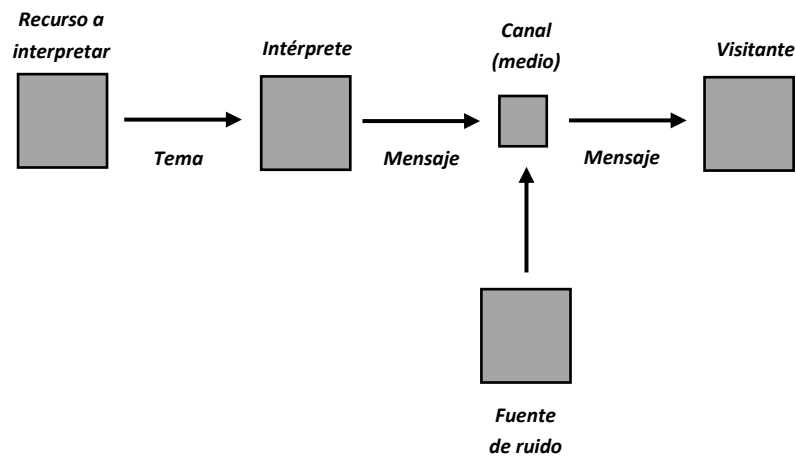 Recurso a
interpretar
Intérprete
Canal
(medio)
Visitante
Tema
Mensaje
Mensaje
Fuente
de ruido